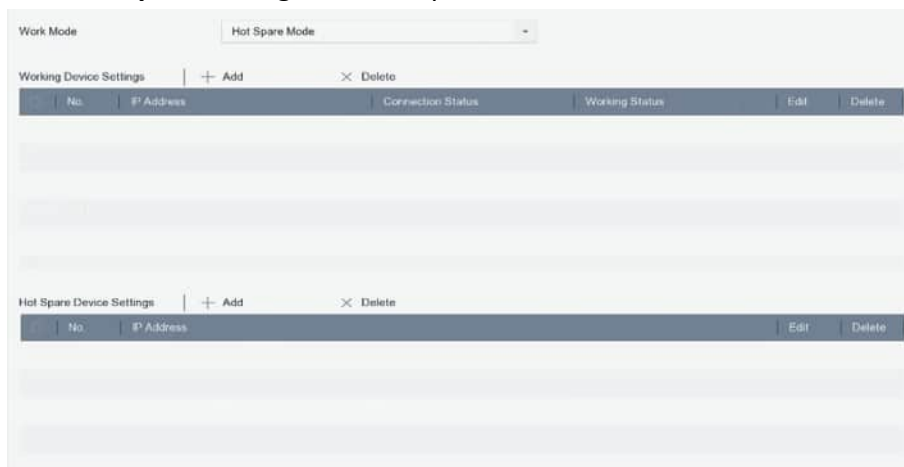 Work Mode Hot Spare Mode
Working Device Settings Add Delete
No. IP Address Connection Status Working Status Edit Delete
Hot Spare Device Settings Add Delete
No. IP Address Edit Delete